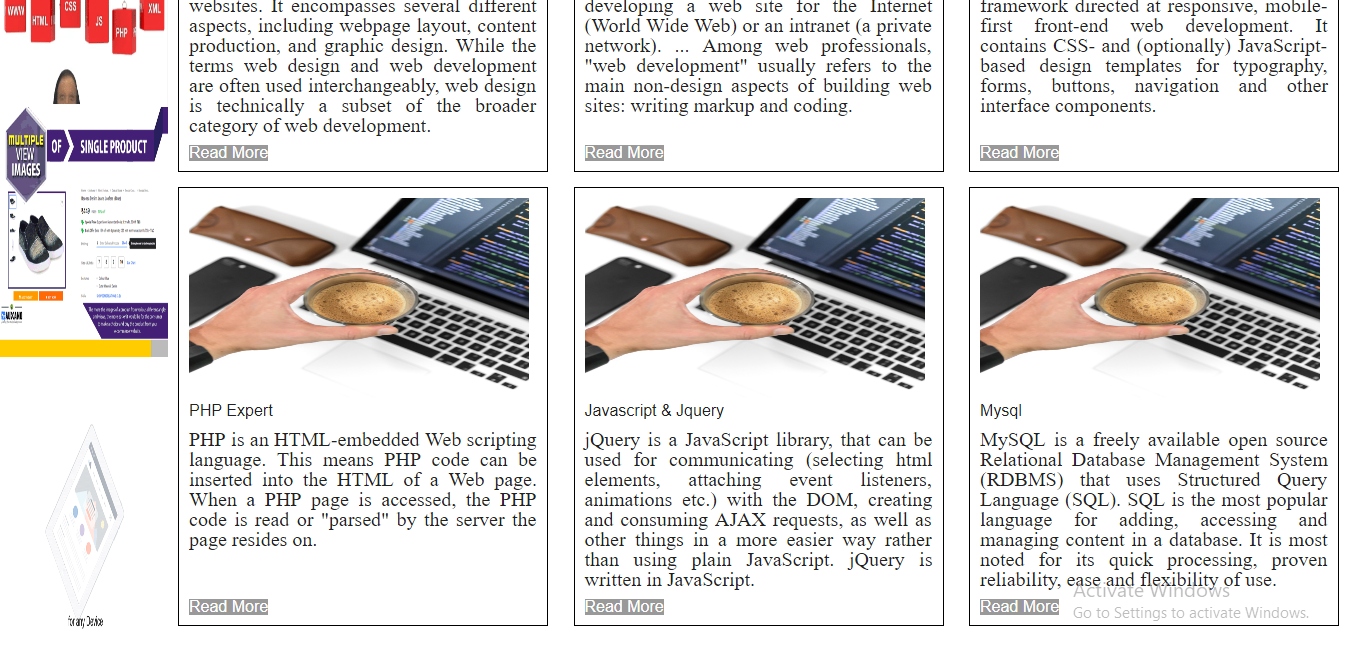 WWW
HTML
CSS
JS
PHP
XML
MULTIPLE
VIEW
IMAGES
OF
SINGLE PRODUCT
for any Device
websites. It encompasses several different
aspects, including webpage layout, content
production, and graphic design. While the
terms web design and web development
are often used interchangeably, web design
is technically a subset of the broader
category of web development.
Read More
developing a web site for the Internet
(World Wide Web) or an intranet (a private
network). ... Among web professionals,
"web development" usually refers to the
main non-design aspects of building web
sites: writing markup and coding.
Read More
framework directed at responsive, mobile-
first front-end web development. It
contains CSS- and (optionally) JavaScript-
based design templates for typography,
forms, buttons, navigation and other
interface components.
Read More
PHP Expert
PHP is an HTML-embedded Web scripting
language. This means PHP code can be
inserted into the HTML of a Web page.
When a PHP page is accessed, the PHP
code is read or "parsed" by the server the
page resides on.
Read More
Javascript & Jquery
jQuery is a JavaScript library, that can be
used for communicating (selecting html
elements, attaching event listeners,
animations etc.) with the DOM, creating
and consuming AJAX requests, as well as
other things in a more easier way rather
than using plain JavaScript. jQuery is
written in JavaScript.
Read More
Mysql
MySQL is a freely available open source
Relational Database Management System
(RDBMS) that uses Structured Query
Language (SQL). SQL is the most popular
language for adding, accessing and
managing content in a database. It is most
noted for its quick processing, proven
reliability, ease and flexibility of use.
Read More
Activate Windows
Go to Settings to activate Windows.